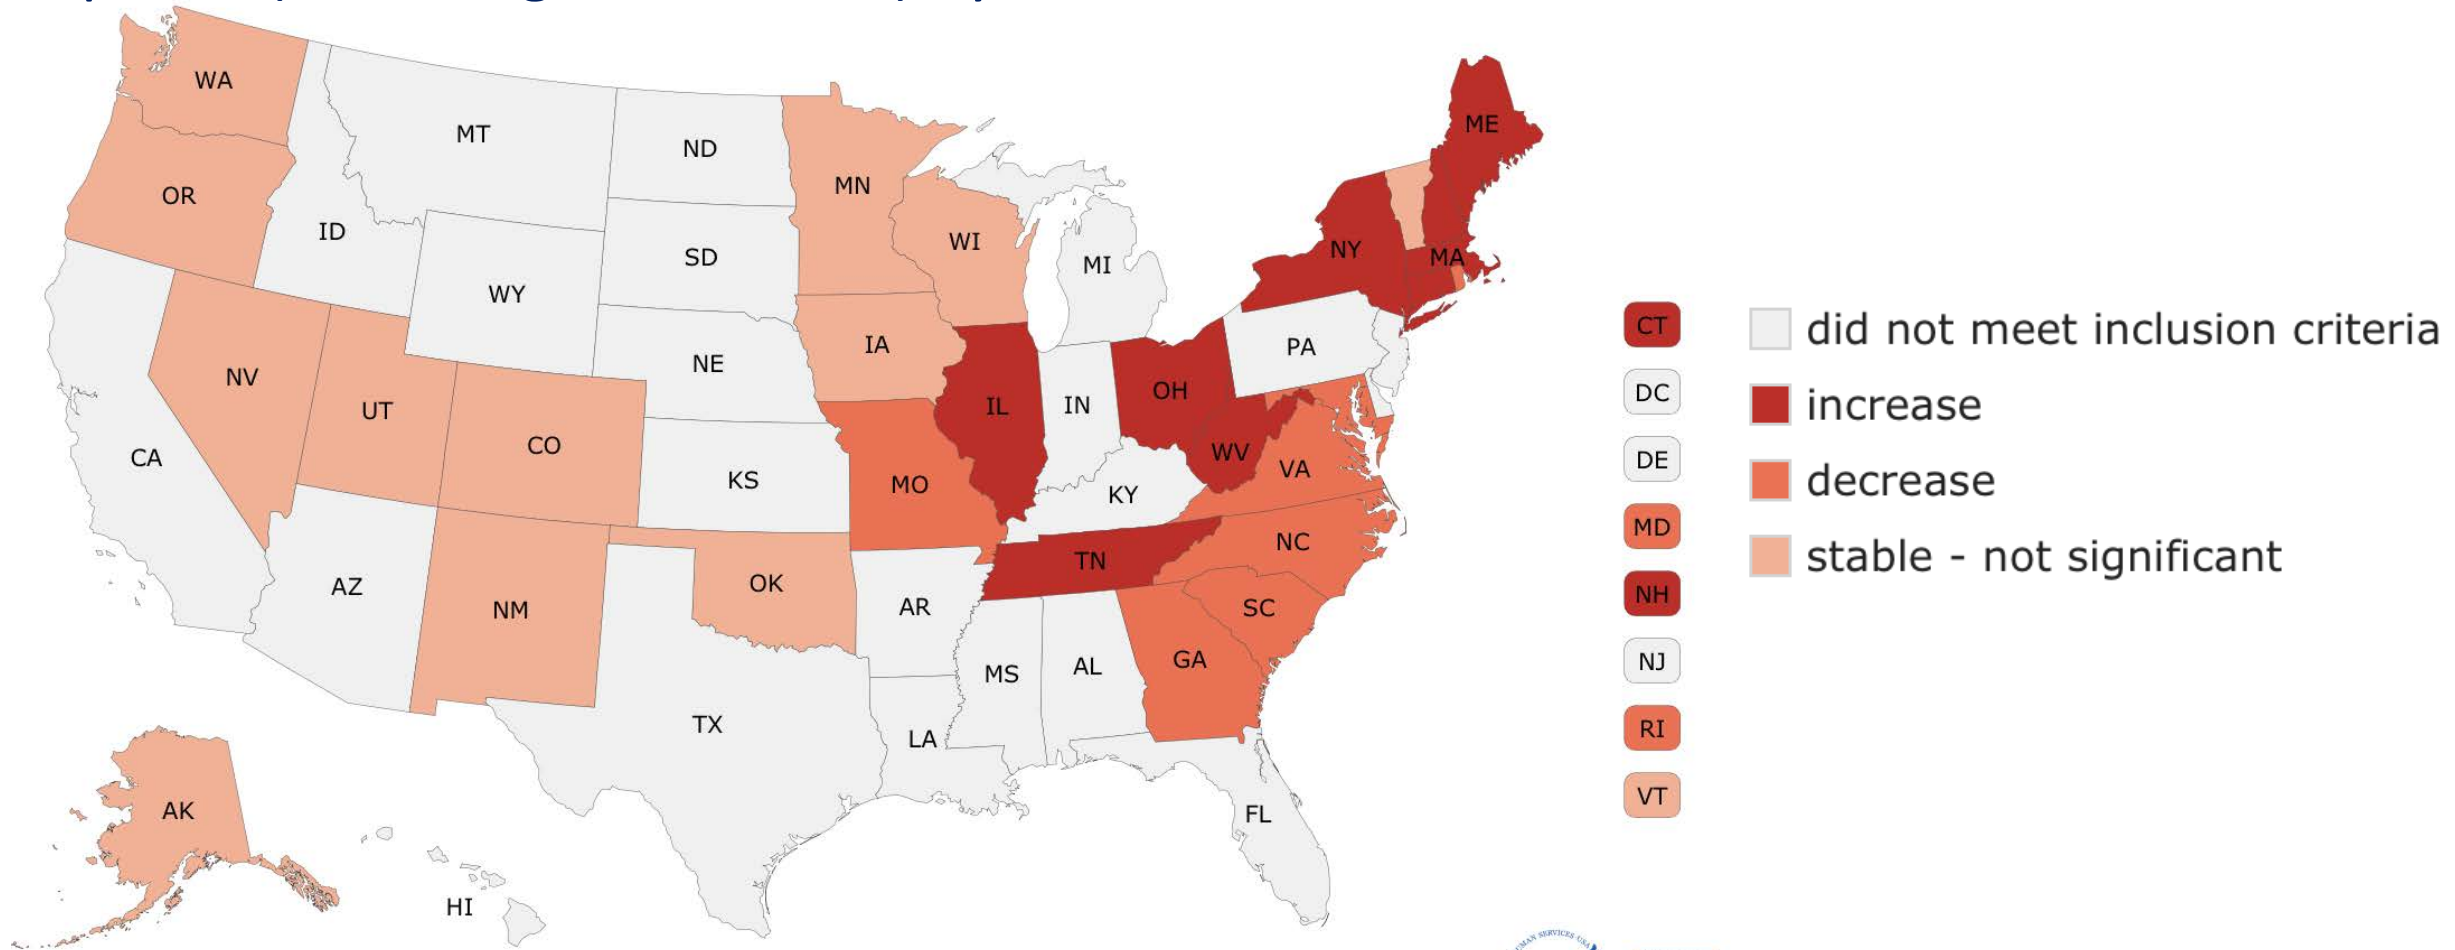 WA
MT
ND
MN
ME
OR
ID
SD
WI
MI
NY
MA
WY
NE
IA
PA
NV
UT
CO
IL
IN
OH
CA
KS
MO
KY
WV
VA
AZ
NM
OK
AR
TN
NC
SC
TX
LA
MS
AL
GA
FL
AK
HI
CT
DC
DE
MD
NH
NJ
RI
VT
did not meet inclusion criteria
increase
decrease
stable - not significant